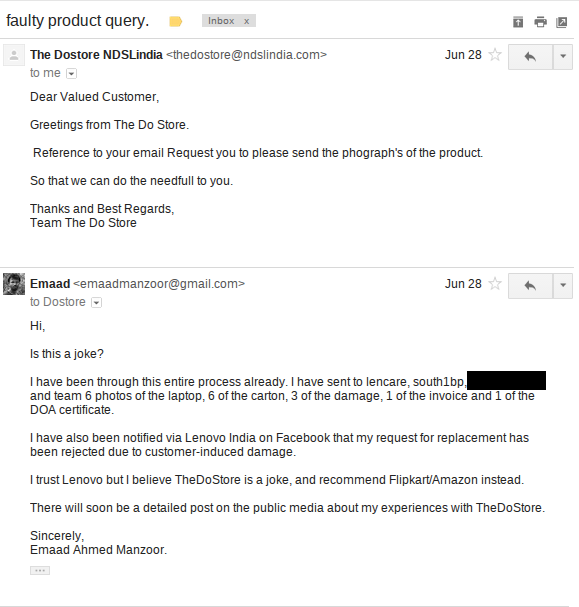 faulty product query.
Inbox x
The Dostore NDSLindia <thedostore@ndslindia.com>
Jun 28
to me
Dear Valued Customer,
Greetings from The Do Store.
Reference to your email Request you to please send the phograph's of the product.
So that we can do the needfull to you.
Thanks and Best Regards,
Team The Do Store
Emaad <emaadmanzoor@gmail.com>
Jun 28
to Dostore
Hi,
Is this a joke?
I have been through this entire process already. I have sent to lencare, south1bp,
and team 6 photos of the laptop, 6 of the carton, 3 of the damage, 1 of the invoice and 1 of the
DOA certificate.
I have also been notified via Lenovo India on Facebook that my request for replacement has
been rejected due to customer-induced damage.
I trust Lenovo but I believe TheDoStore is a joke, and recommend Flipkart/Amazon instead.
There will soon be a detailed post on the public media about my experiences with TheDoStore.
Sincerely,
Emaad Ahmed Manzoor.